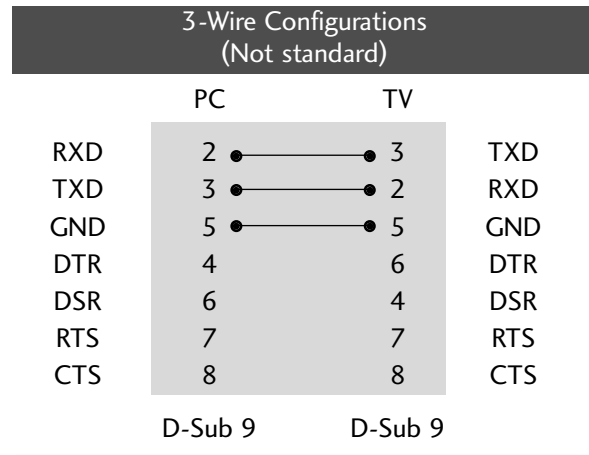 3-Wire Configurations
(Not standard)
PC TV
RXD 2 3 TXD
TXD 3 2 RXD
GND 5 5 GND
DTR 4 6 DTR
DSR 6 4 DSR
RTS 7 7 RTS
CTS 8 8 CTS
D-Sub 9 D-Sub 9